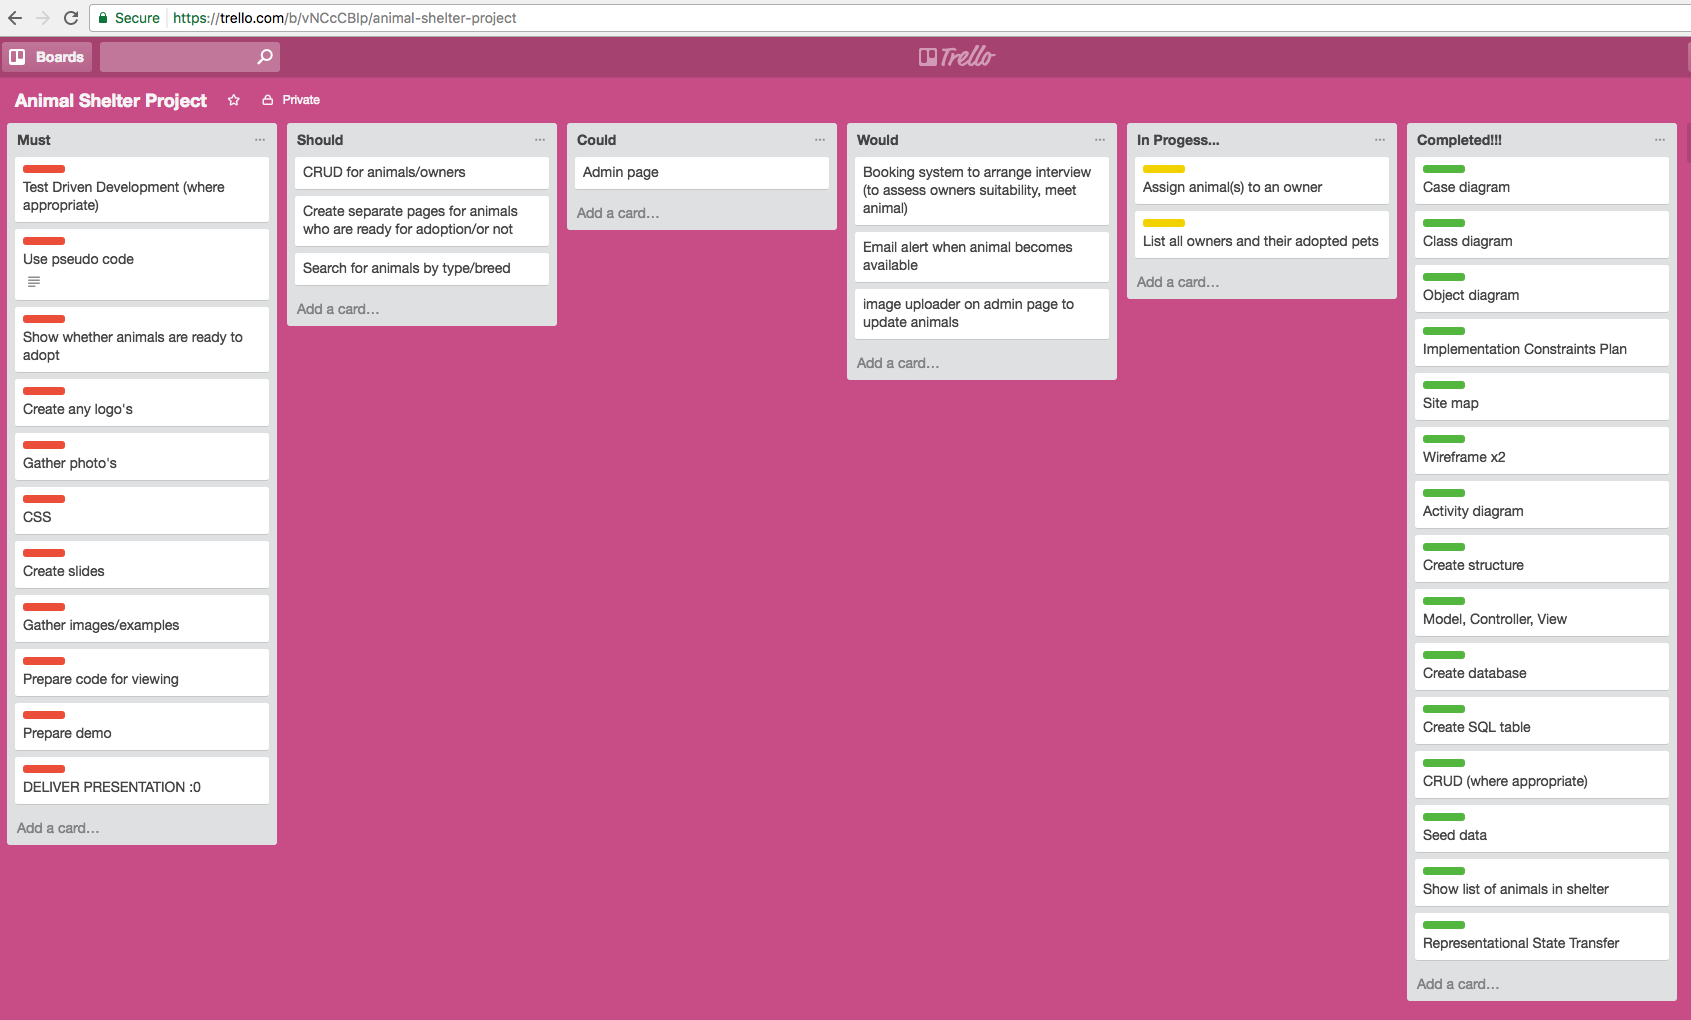 Secure https://trello.com/b/vNCcCBIp/animal-shelter-project
Boards
Trello
Animal Shelter Project Private
Must
Test Driven Development (where
appropriate)
Use pseudo code
Show whether animals are ready to
adopt
Create any logo's
Gather photo's
CSS
Create slides
Gather images/examples
Prepare code for viewing
Prepare demo
DELIVER PRESENTATION :0
Add a card…
Should
CRUD for animals/owners
Create separate pages for animals
who are ready for adoption/or not
Search for animals by type/breed
Add a card…
Could
Admin page
Add a card…
Would
Booking system to arrange interview
(to assess owners suitability, meet
animal)
Email alert when animal becomes
available
image uploader on admin page to
update animals
Add a card…
In Progess...
Assign animal(s) to an owner
List all owners and their adopted pets
Add a card…
Completed!!!
Case diagram
Class diagram
Object diagram
Implementation Constraints Plan
Site map
Wireframe x2
Activity diagram
Create structure
Model, Controller, View
Create database
Create SQL table
CRUD (where appropriate)
Seed data
Show list of animals in shelter
Representational State Transfer
Add a card…